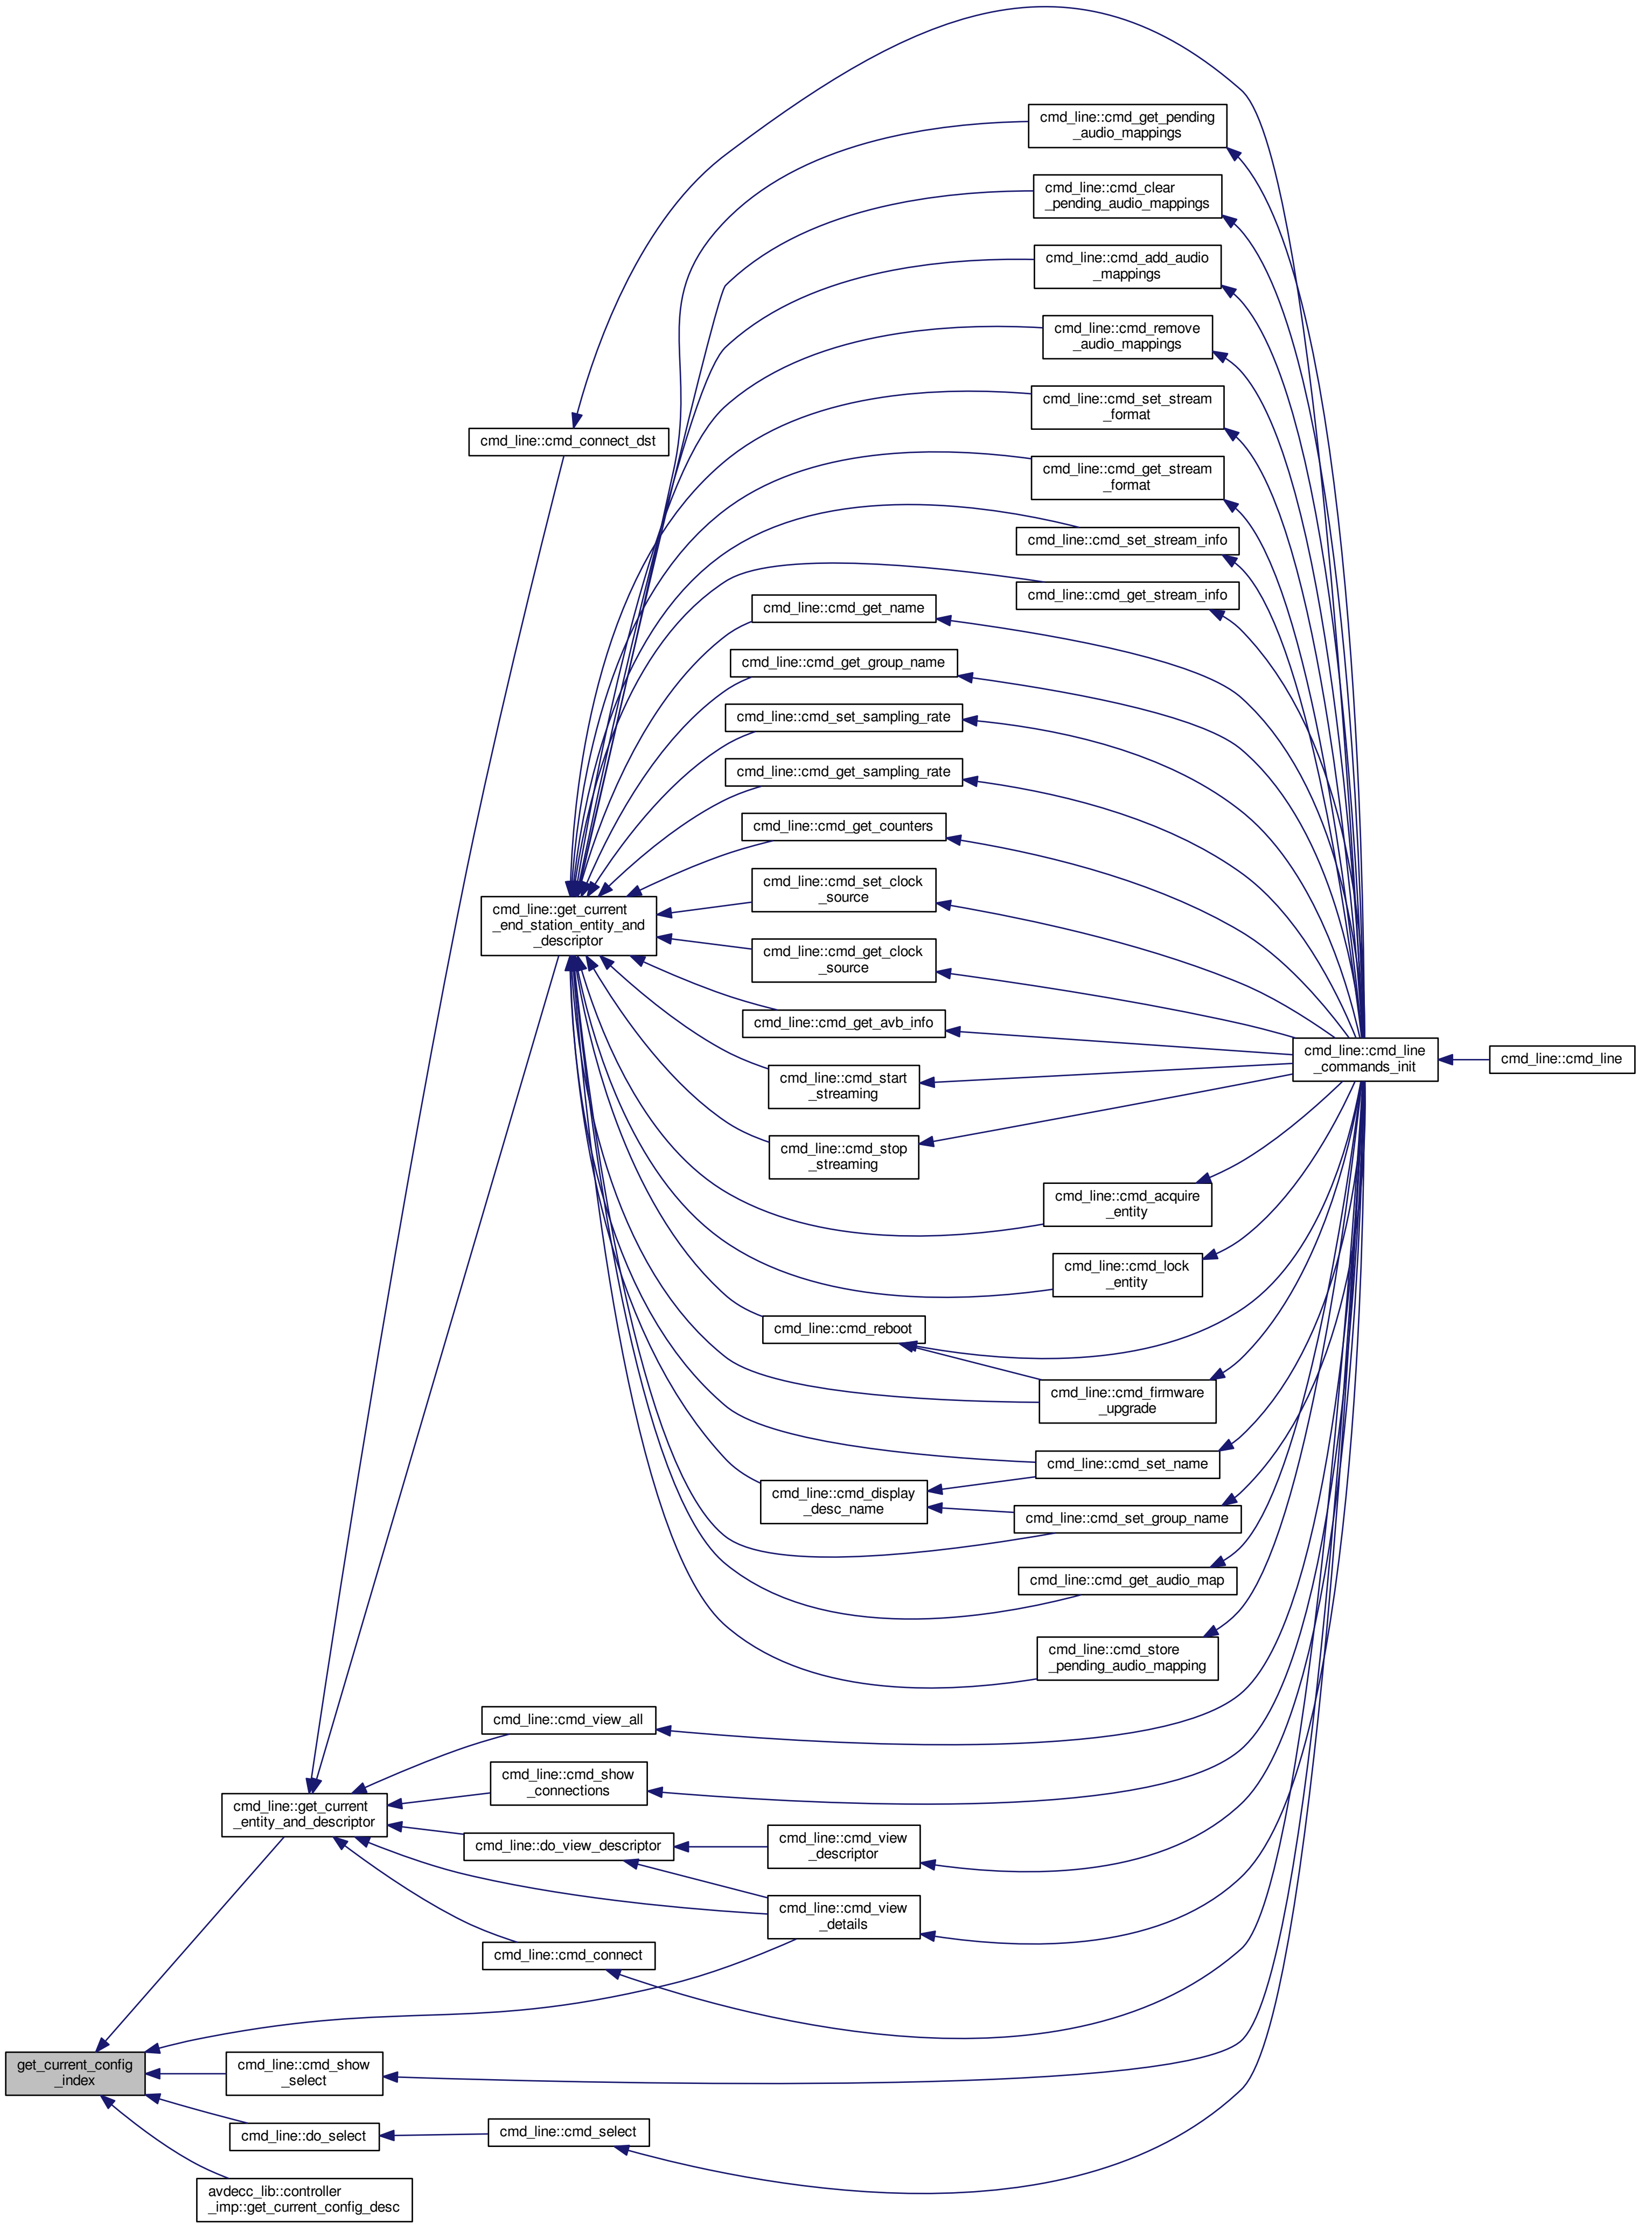 cmd_line::cmd_get_pending
_audio_mappings
cmd_line::cmd_clear
_pending_audio_mappings
cmd_line::cmd_add_audio
_mappings
cmd_line::cmd_remove
_audio_mappings
cmd_line::cmd_set_stream
_format
cmd_line::cmd_connect_dst
cmd_line::cmd_get_stream
_format
cmd_line::cmd_set_stream_info
cmd_line::cmd_get_stream_info
cmd_line::cmd_get_name
cmd_line::cmd_get_group_name
cmd_line::cmd_set_sampling_rate
cmd_line::cmd_get_sampling_rate
cmd_line::cmd_get_counters
cmd_line::cmd_set_clock
_source
cmd_line::get_current
_end_station_entity_and
_descriptor
cmd_line::cmd_get_clock
_source
cmd_line::cmd_get_avb_info
cmd_line::cmd_line
_commands_init
cmd_line::cmd_line
cmd_line::cmd_start
_streaming
cmd_line::cmd_stop
_streaming
cmd_line::cmd_acquire
_entity
cmd_line::cmd_lock
_entity
cmd_line::cmd_reboot
cmd_line::cmd_firmware
_upgrade
cmd_line::cmd_set_name
cmd_line::cmd_display
_desc_name
cmd_line::cmd_set_group_name
cmd_line::cmd_get_audio_map
cmd_line::cmd_store
_pending_audio_mapping
cmd_line::cmd_view_all
cmd_line::cmd_show
_connections
cmd_line::get_current
_entity_and_descriptor
cmd_line::do_view_descriptor
cmd_line::cmd_view
_descriptor
cmd_line::cmd_view
_details
cmd_line::cmd_connect
get_current_config
_index
cmd_line::cmd_show
_select
cmd_line::do_select
cmd_line::cmd_select
avdecc_lib::controller
_imp::get_current_config_desc